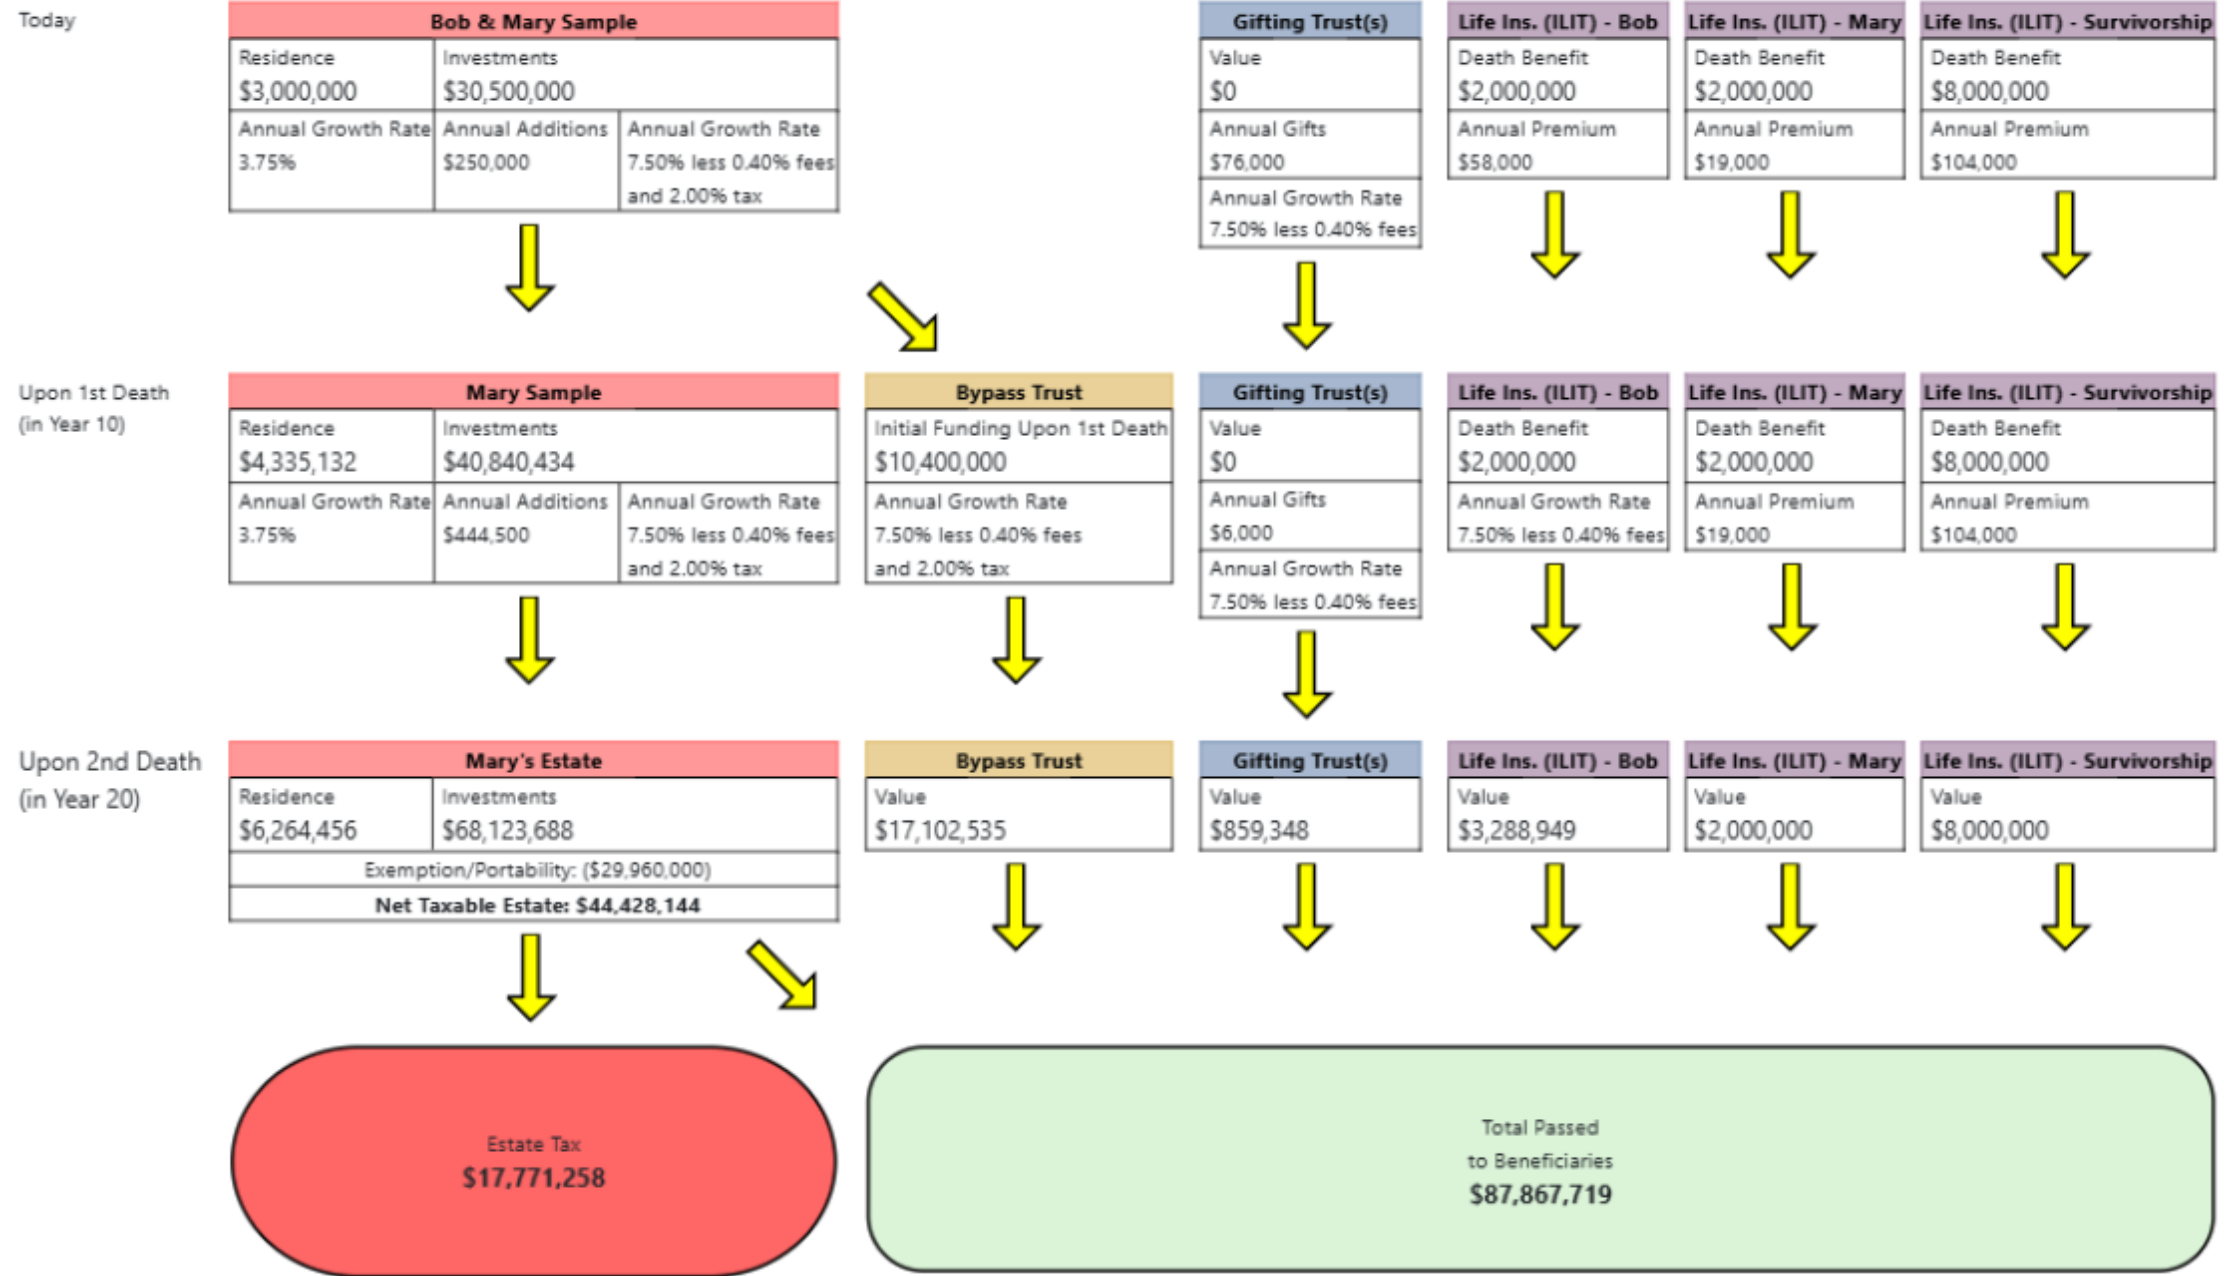 Today
Bob & Mary Sample
Residence
$3,000,000
Investments
$30,500,000
Annual Growth Rate
3.75%
Annual Additions
$250,000
Annual Growth Rate
7.50% less 0.40% fees
and 2.00% tax
Gifting Trust(s)
Value
$0
Annual Gifts
$76,000
Annual Growth Rate
7.50% less 0.40% fees
Life Ins. (ILIT) - Bob
Death Benefit
$2,000,000
Annual Premium
$58,000
Life Ins. (ILIT) - Mary
Death Benefit
$2,000,000
Annual Premium
$19,000
Life Ins. (ILIT) - Survivorship
Death Benefit
$8,000,000
Annual Premium
$104,000
Upon 1st Death
(in Year 10)
Mary Sample
Residence
$4,335,132
Investments
$40,840,434
Annual Growth Rate
3.75%
Annual Additions
$444,500
Annual Growth Rate
7.50% less 0.40% fees
and 2.00% tax
Bypass Trust
Initial Funding Upon 1st Death
$10,400,000
Annual Growth Rate
7.50% less 0.40% fees
and 2.00% tax
Gifting Trust(s)
Value
$0
Annual Gifts
$6,000
Annual Growth Rate
7.50% less 0.40% fees
Life Ins. (ILIT) - Bob
Death Benefit
$2,000,000
Annual Growth Rate
7.50% less 0.40% fees
Life Ins. (ILIT) - Mary
Death Benefit
$2,000,000
Annual Premium
$19,000
Life Ins. (ILIT) - Survivorship
Death Benefit
$8,000,000
Annual Premium
$104,000
Upon 2nd Death
(in Year 20)
Mary's Estate
Residence
$6,264,456
Investments
$68,123,688
Exemption/Portability: ($29,960,000)
Net Taxable Estate: $44,428,144
Bypass Trust
Value
$17,102,535
Gifting Trust(s)
Value
$859,348
Life Ins. (ILIT) - Bob
Value
$3,288,949
Life Ins. (ILIT) - Mary
Value
$2,000,000
Life Ins. (ILIT) - Survivorship
Value
$8,000,000
Estate Tax
$17,771,258
Total Passed
to Beneficiaries
$87,867,719